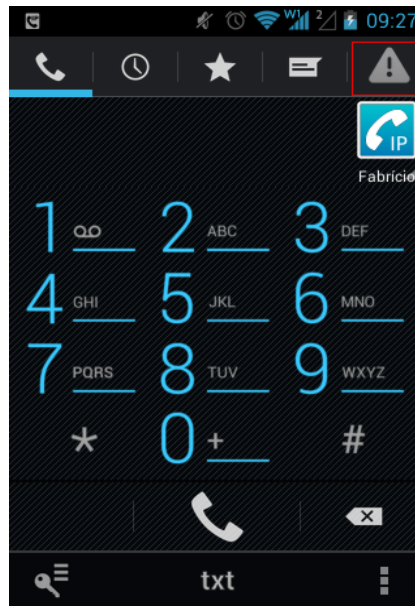 W 2 09:27
IP
Fabrício
1 2 ABC 3 DEF
4 GHI 5 JKL 6 MNO
7 PQRS 8 TUV 9 WXYZ
* 0 + #
txt